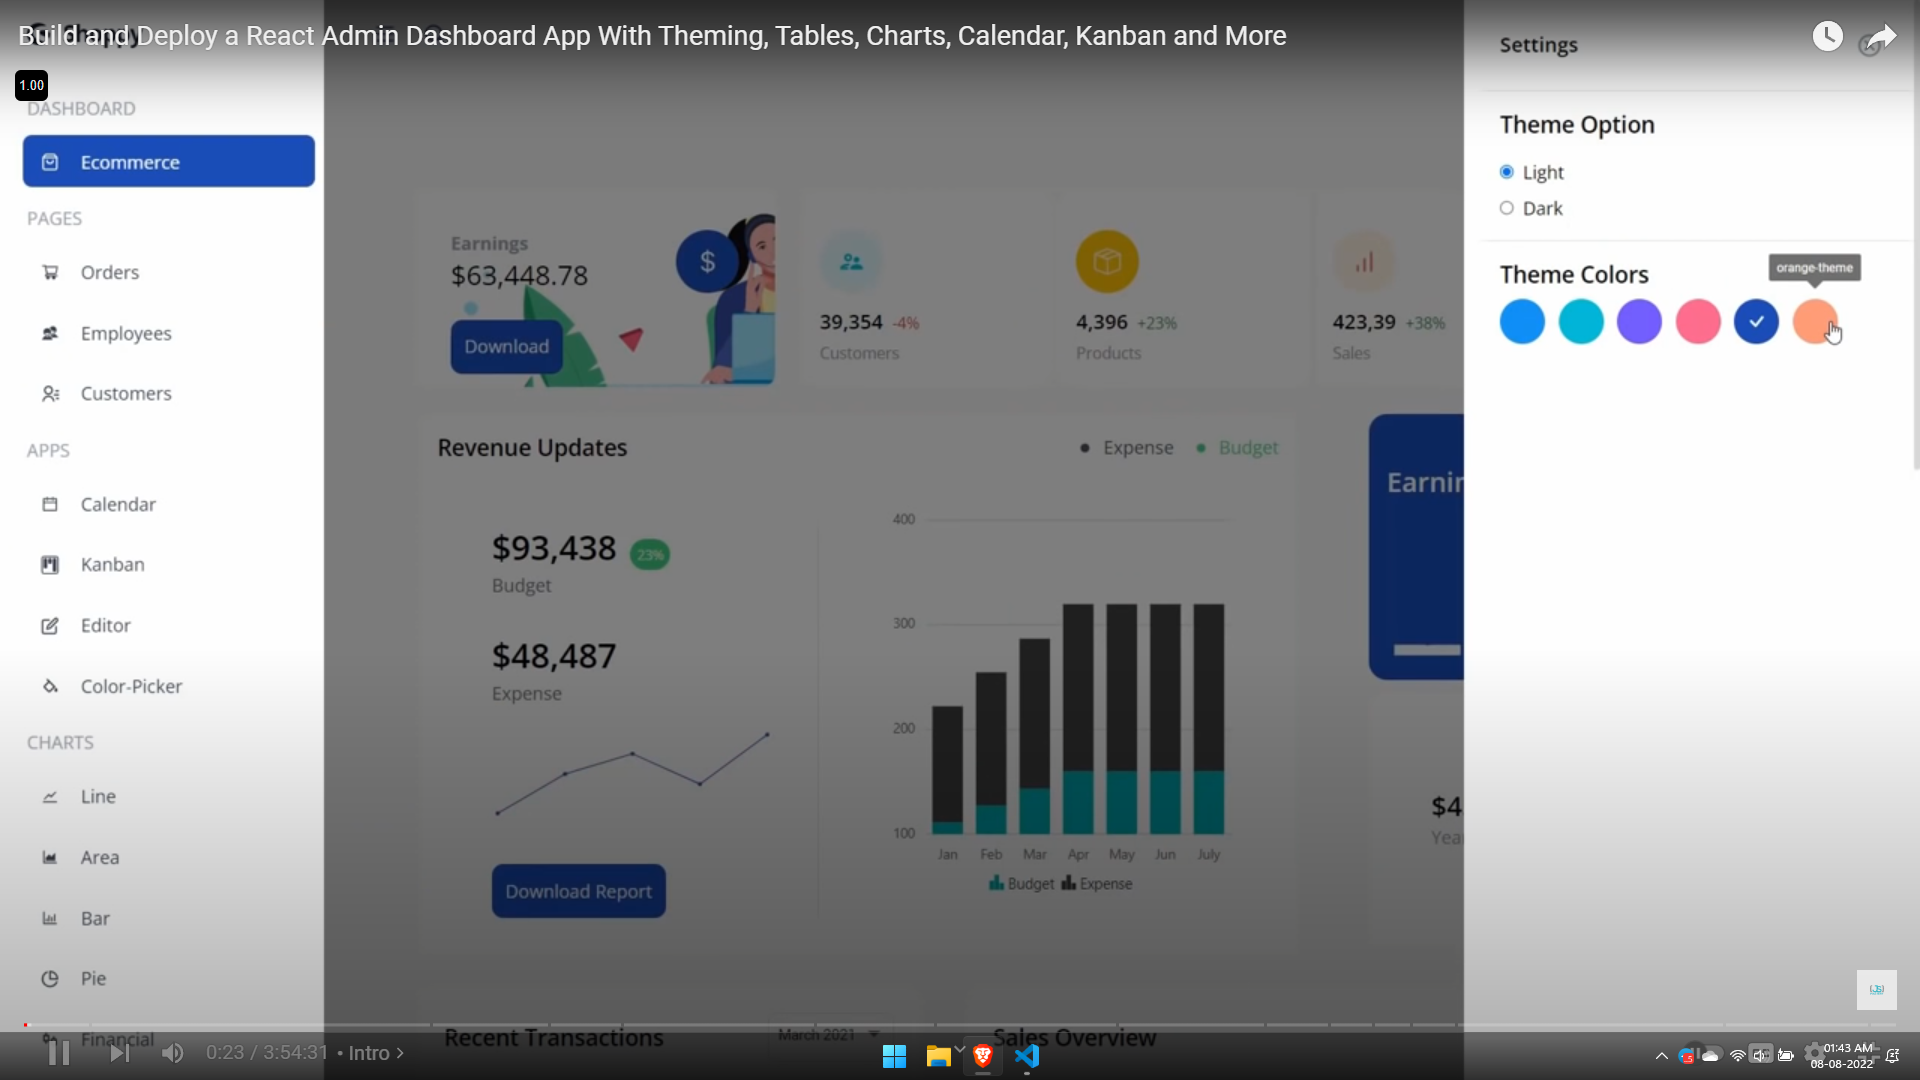 Build and Deploy a React Admin Dashboard App With Theming, Tables, Charts, Calendar, Kanban and More
1.00
DASHBOARD
Ecommerce
PAGES
Orders
Employees
Customers
APPS
Calendar
Kanban
Editor
Color-Picker
CHARTS
Line
Area
Bar
Pie
Financial
Earnings
$63,448.78
$
Download
39,354 -4%
Customers
4,396 +23%
Products
423,39 +38%
Sales
Revenue Updates
Expense
Budget
$93,438 23%
Budget
$48,487
Expense
Download Report
400
300
200
100
Jan Feb Mar Apr May Jun July
Budget Expense
Earnin
$4
Yea
Recent Transactions
March 2021
Sales Overview
Settings
Theme Option
Light
Dark
Theme Colors
orange-theme
JS
0:23 / 3:54:31 • Intro
01:43 AM
08-08-2022